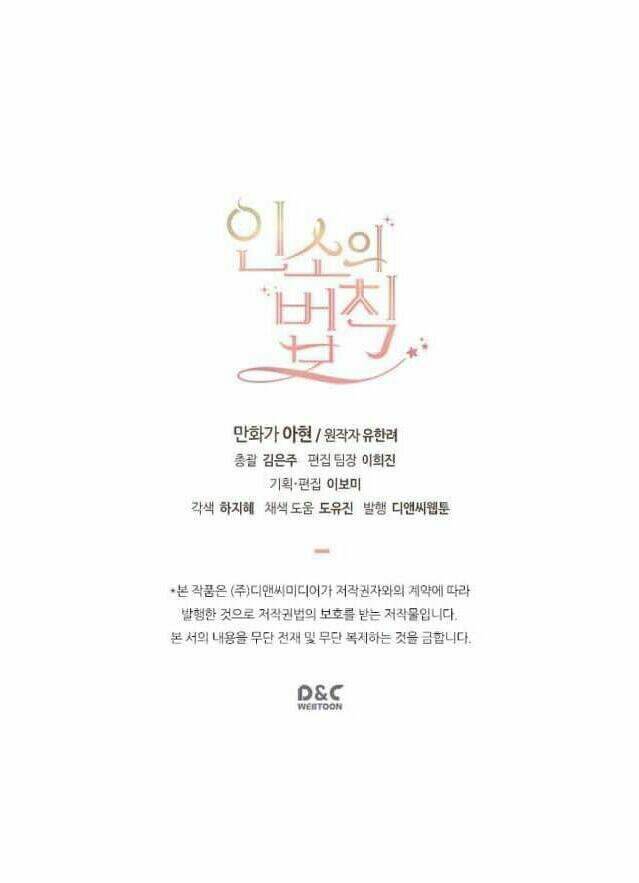 인소의
법칙
만화가 아현 / 원작자 유한려
총괄 김은주 편집 팀장 이희진
기획·편집 이보미
각색 하지혜 채색 도움 도유진 발행 디앤씨웹툰
*본 작품은 (주)디앤씨미디어가 저작권자와의 계약에 따라
발행한 것으로 저작권법의 보호를 받는 저작물입니다.
본 서의 내용을 무단 전재 및 무단 복제하는 것을 금합니다.
D&C
WEBTOON